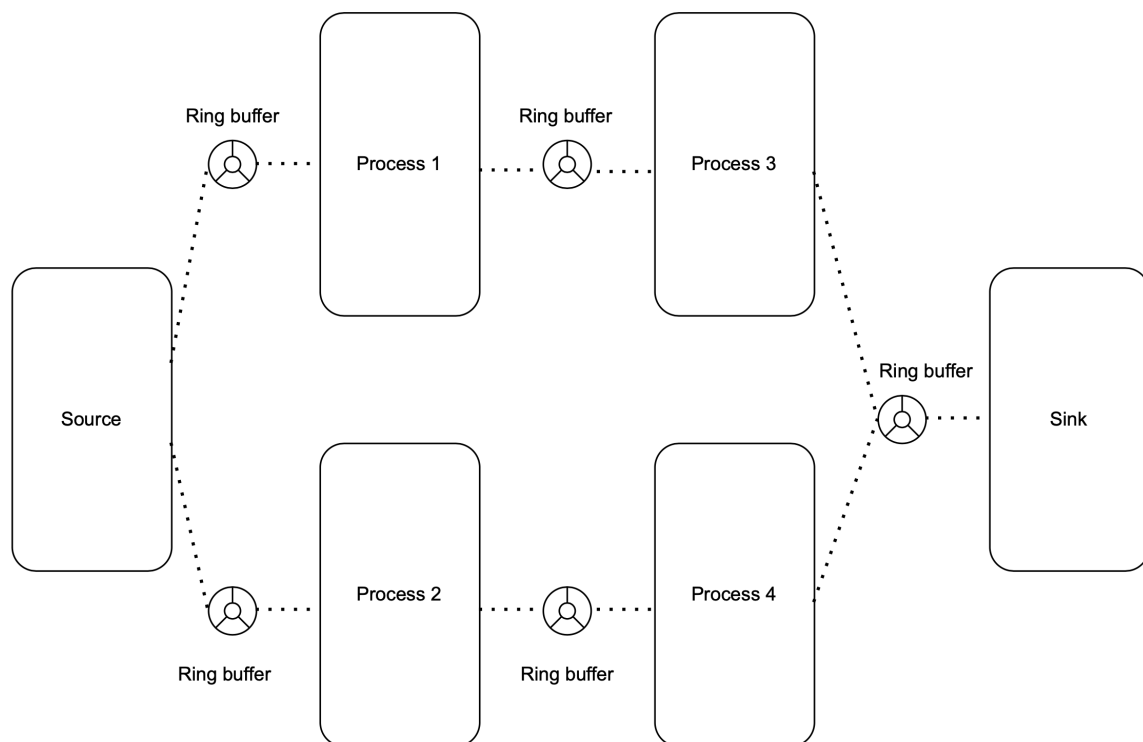 Ring buffer
Ring buffer
Process 1
Process 3
Ring buffer
Source
Sink
Process 2
Process 4
Ring buffer
Ring buffer